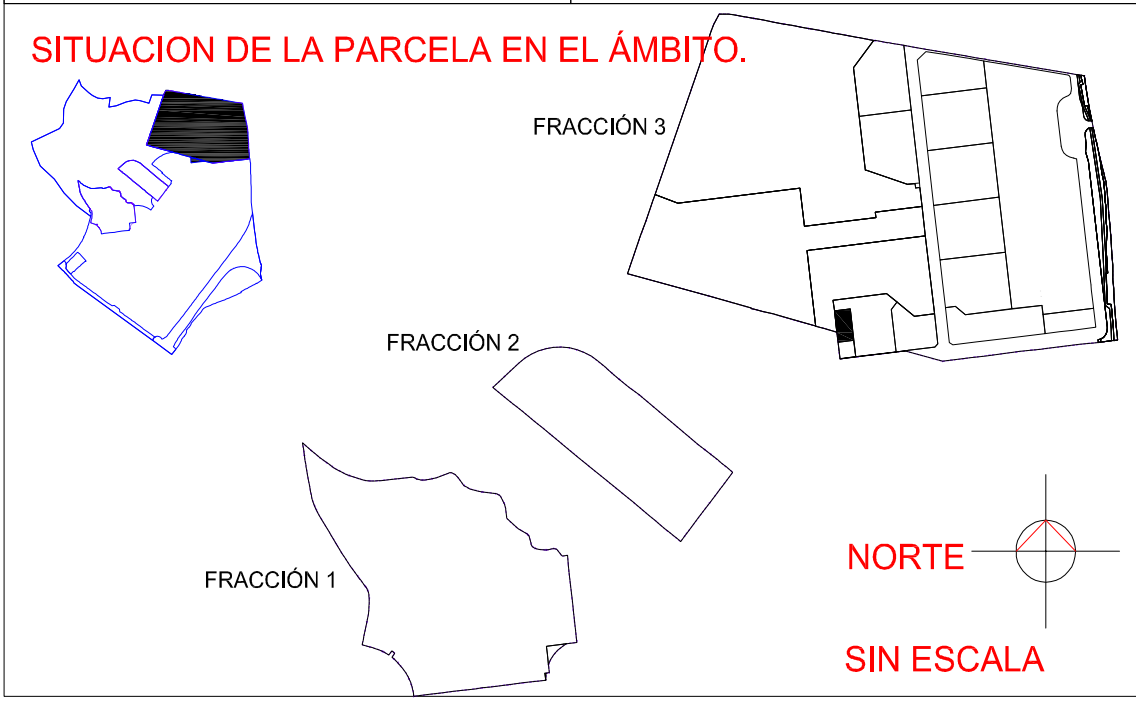 SITUACION DE LA PARCELA EN EL ÁMBITO.
FRACCIÓN 3
FRACCIÓN 2
FRACCIÓN 1
NORTE
SIN ESCALA